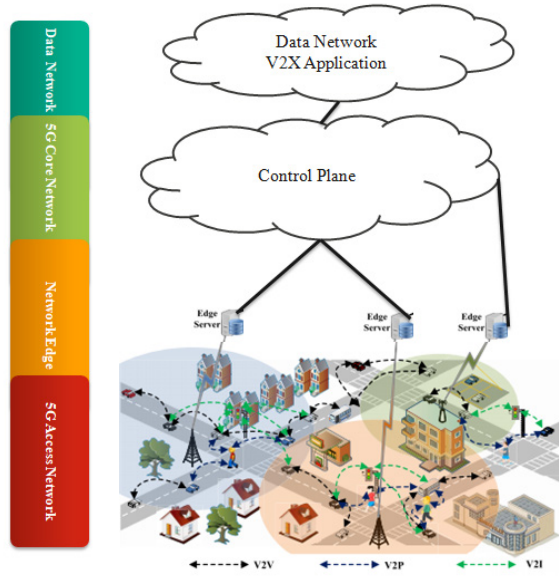 Data Network
V2X Application
Control Plane
Data Network
5G Core Network
Network Edge
5G Access Network
Edge
Server
Edge
Server
Edge
Server
V2V
V2P
V2I